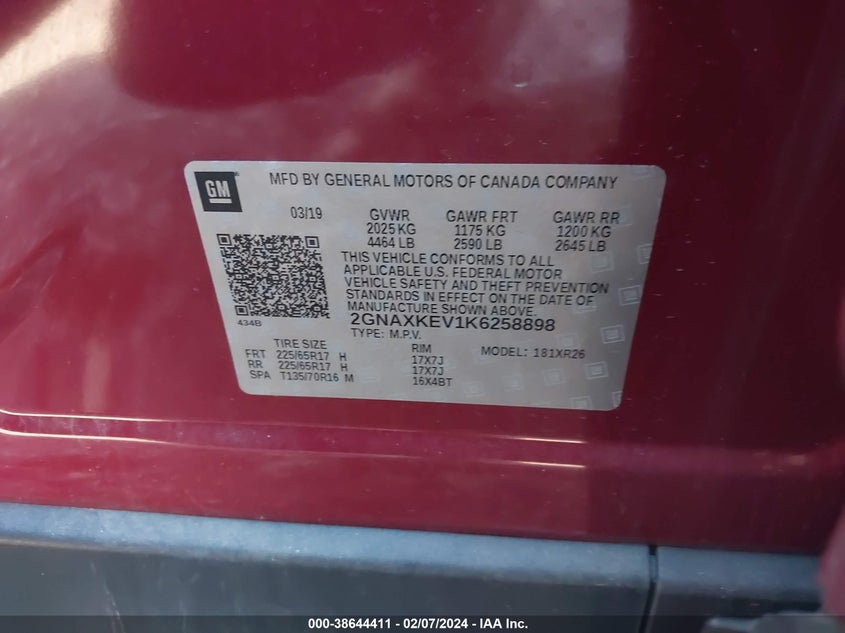 GM MFD BY GENERAL MOTORS OF CANADA COMPANY
03/19 GVWR GAWR FRT GAWR RR
2025 KG 1175 KG 1200 KG
4464 LB 2590 LB 2645 LB
THIS VEHICLE CONFORMS TO ALL
APPLICABLE U.S. FEDERAL MOTOR
VEHICLE SAFETY AND THEFT PREVENTION
STANDARDS IN EFFECT ON THE DATE OF
MANUFACTURE SHOWN ABOVE.
434B 2GNAXKEV1K6258898
TYPE: M.P.V. MODEL: 181XR26
TIRE SIZE RIM
FRT 225/65R17 H 17X7J
RR 225/65R17 H 17X7J
SPA T135/70R16 M 16X4BT
000-38644411 - 02/07/2024 - IAA Inc.